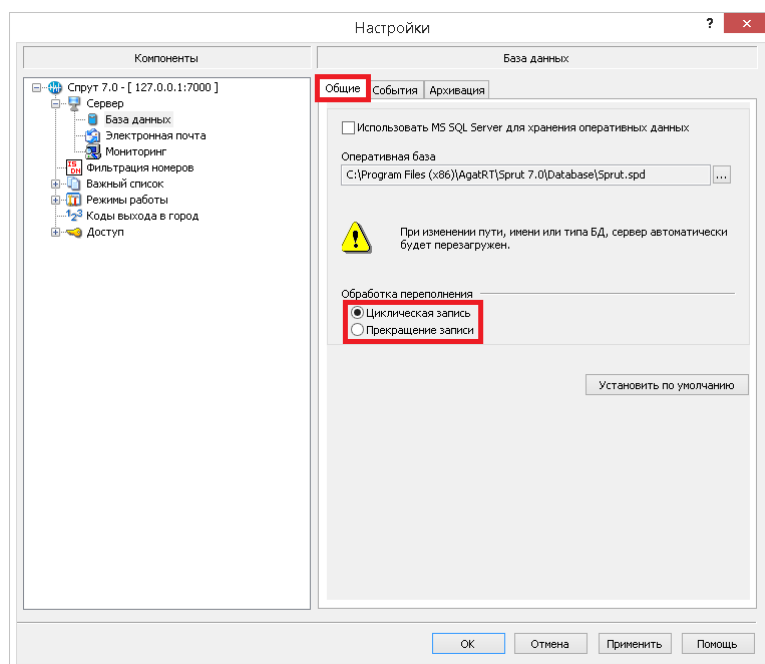 Настройки
?
×
Компоненты
База данных
Спрут 7.0 - [ 127.0.0.1:7000 ]
Сервер
База данных
Электронная почта
Мониторинг
Фильтрация номеров
Важный список
Режимы работы
Коды выхода в город
Доступ
Общие
События
Архивация
Использовать MS SQL Server для хранения оперативных данных
Оперативная база
C:\Program Files (x86)\AgatRT\Sprut 7.0\Database\Sprut.spd
...
При изменении пути, имени или типа БД, сервер автоматически
будет перезагружен.
Обработка переполнения
Циклическая запись
Прекращение записи
Установить по умолчанию
OK
Отмена
Применить
Помощь